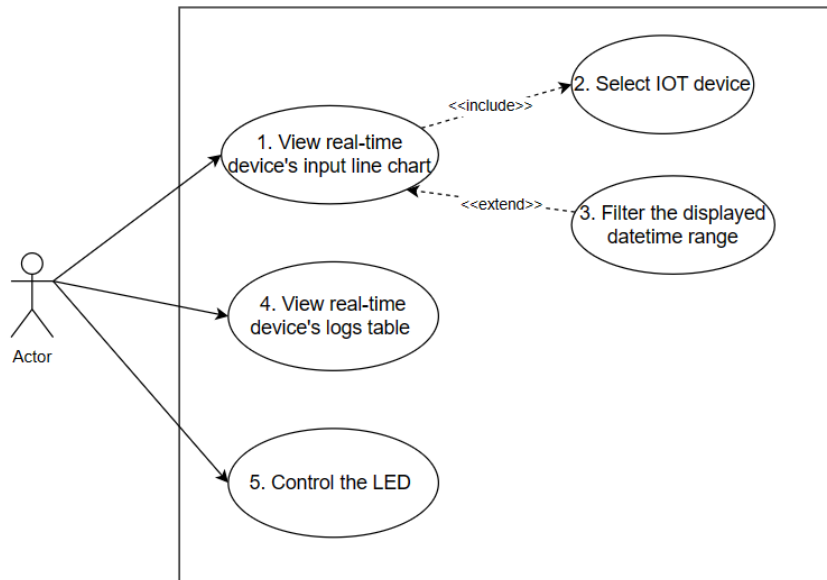 2. Select IOT device
<<include>>
1. View real-time
device's input line chart
<<extend>>
3. Filter the displayed
datetime range
4. View real-time
device's logs table
Actor
5. Control the LED